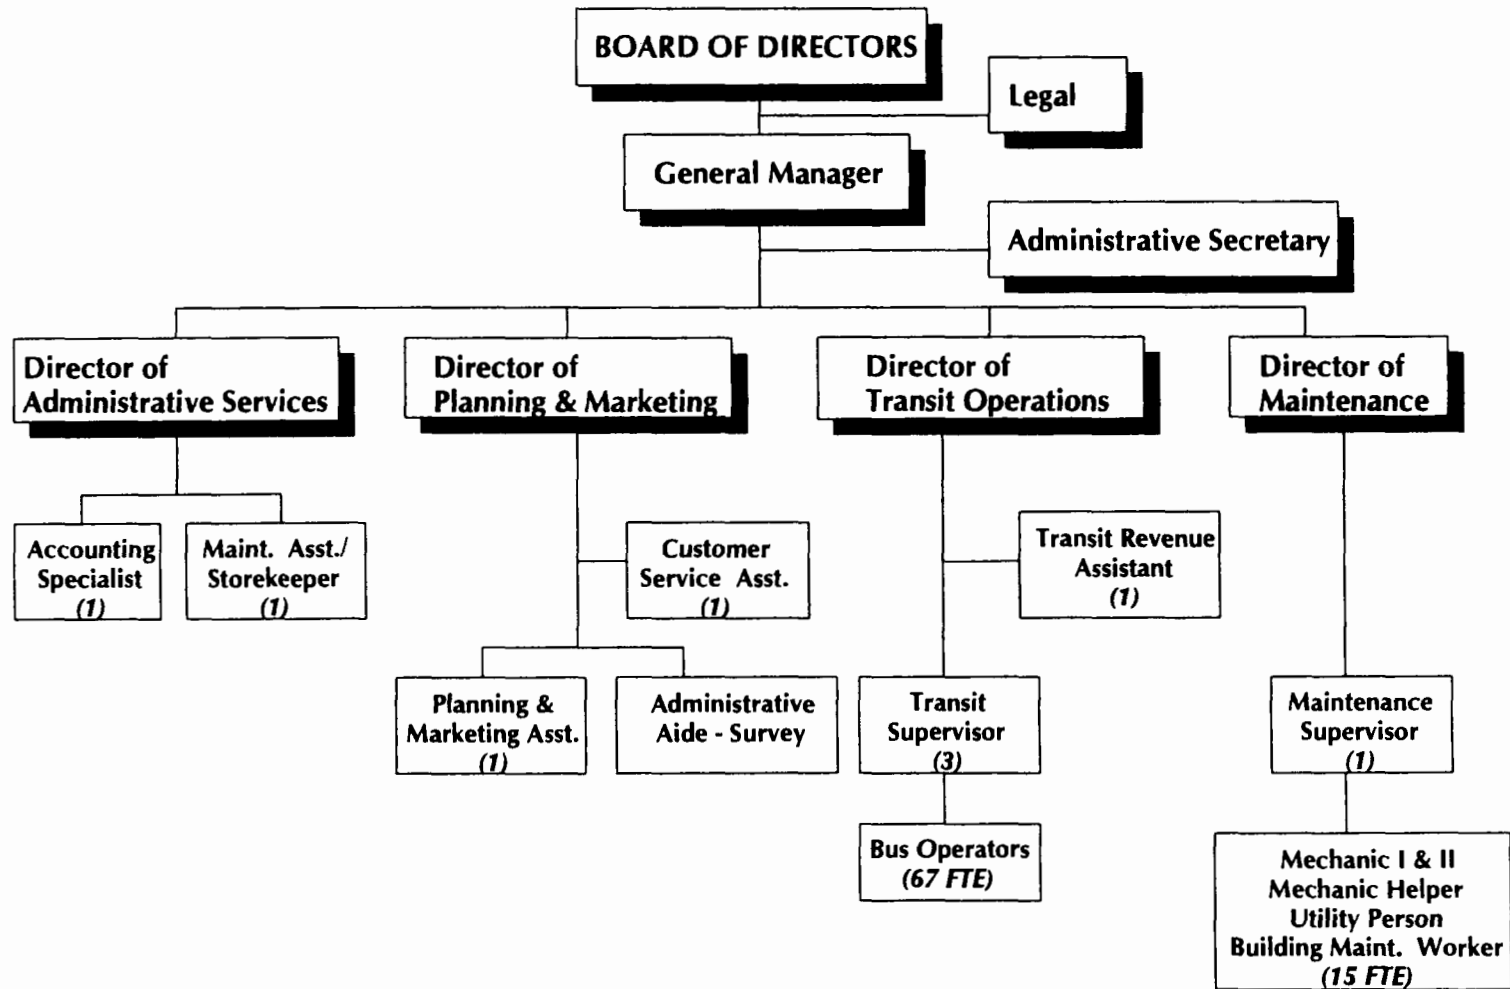 BOARD OF DIRECTORS
Legal
General Manager
Administrative Secretary
Director of
Administrative Services
Director of
Planning & Marketing
Director of
Transit Operations
Director of
Maintenance
Accounting
Specialist
(1)
Maint. Asst./
Storekeeper
(1)
Customer
Service Asst.
(1)
Transit Revenue
Assistant
(1)
Planning &
Marketing Asst.
(1)
Administrative
Aide - Survey
Transit
Supervisor
(3)
Maintenance
Supervisor
(1)
Bus Operators
(67 FTE)
Mechanic I & II
Mechanic Helper
Utility Person
Building Maint. Worker
(15 FTE)